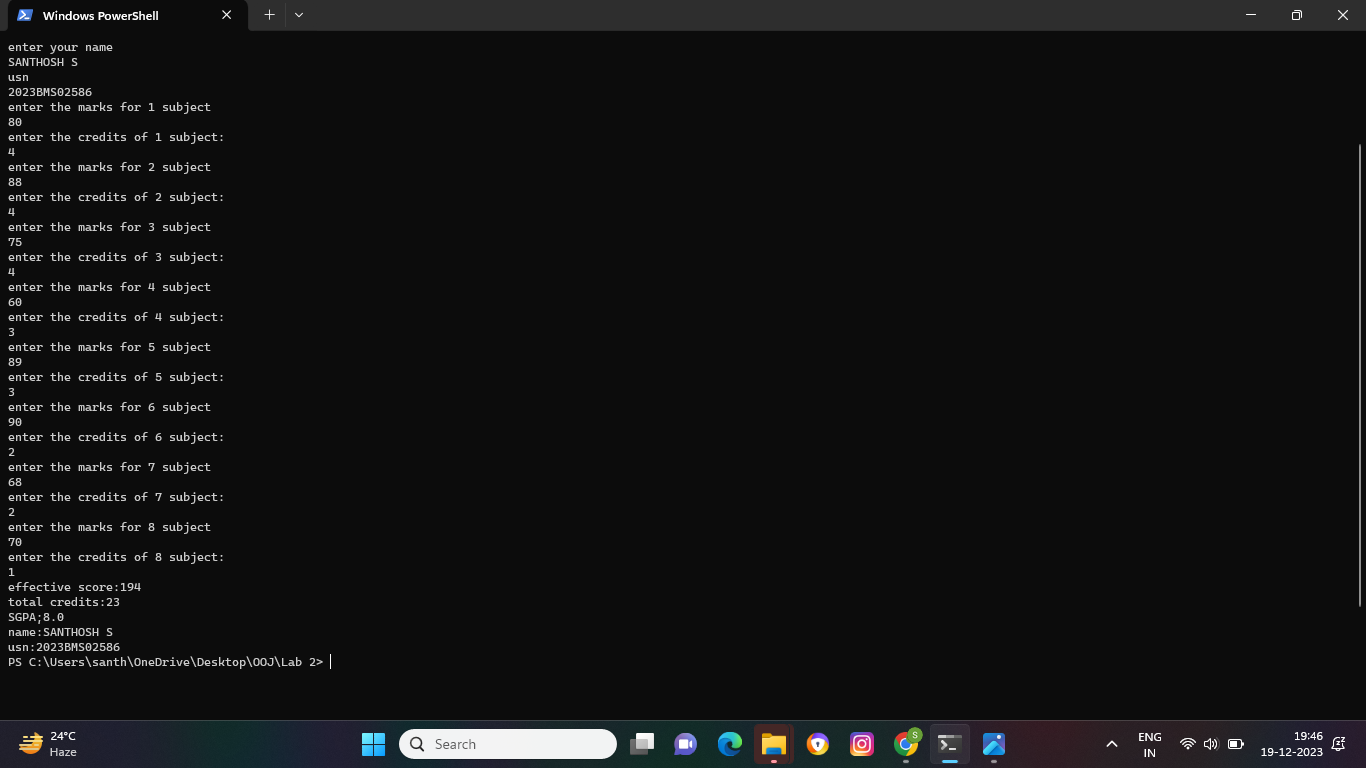 Windows PowerShell
enter your name
SANTHOSH S
usn
2023BMS02586
enter the marks for 1 subject
80
enter the credits of 1 subject:
4
enter the marks for 2 subject
88
enter the credits of 2 subject:
4
enter the marks for 3 subject
75
enter the credits of 3 subject:
4
enter the marks for 4 subject
60
enter the credits of 4 subject:
3
enter the marks for 5 subject
89
enter the credits of 5 subject:
3
enter the marks for 6 subject
90
enter the credits of 6 subject:
2
enter the marks for 7 subject
68
enter the credits of 7 subject:
2
enter the marks for 8 subject
70
enter the credits of 8 subject:
1
effective score:194
total credits:23
SGPA;8.0
name:SANTHOSH S
usn:2023BMS02586
PS C:\Users\santh\OneDrive\Desktop\OOJ\Lab 2>
24°C
Haze
Search
S
ENG
IN
19:46
19-12-2023